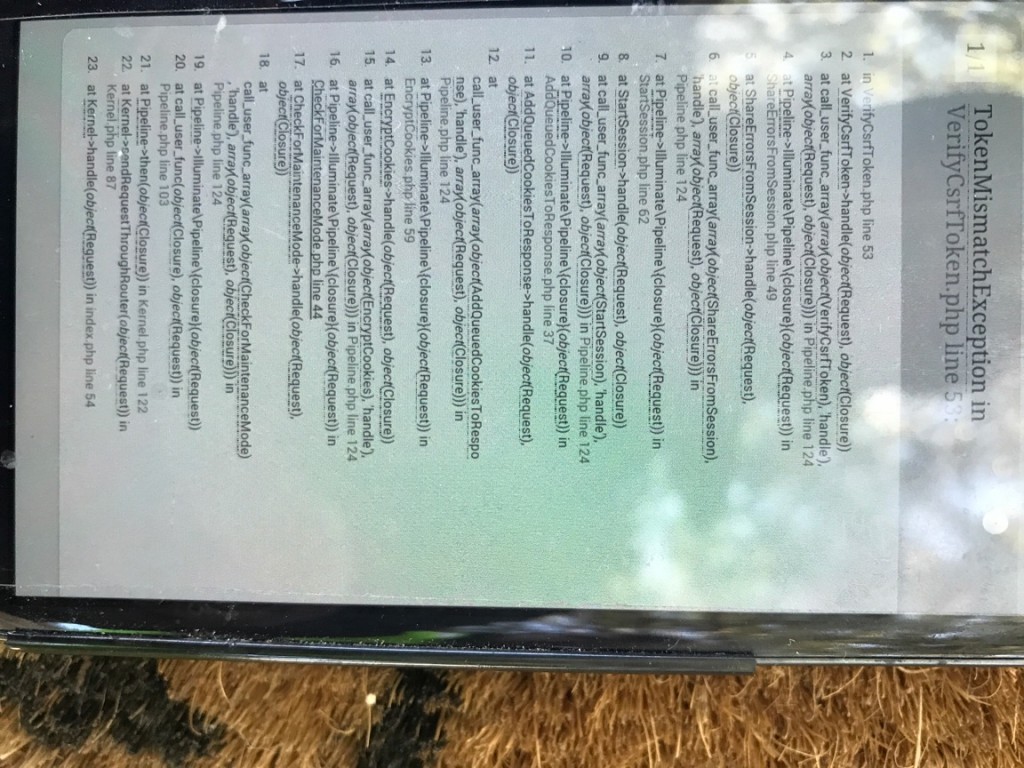 1/1
TokenMismatchException in
VerifyCsrfToken.php line 53:
1. in VerifyCsrfToken.php line 53
2. at VerifyCsrfToken->handle(object(Request), object(Closure))
3. at call_user_func_array(array(object(VerifyCsrfToken), 'handle'),
array(object(Request), object(Closure))) in Pipeline.php line 124
4. at Pipeline->Illuminate\Pipeline\{closure}(object(Request)) in
ShareErrorsFromSession.php line 49
5. at ShareErrorsFromSession->handle(object(Request),
object(Closure))
6. at call_user_func_array(array(object(ShareErrorsFromSession),
'handle'), array(object(Request), object(Closure))) in
Pipeline.php line 124
7. at Pipeline->Illuminate\Pipeline\{closure}(object(Request)) in
StartSession.php line 62
8. at StartSession->handle(object(Request), object(Closure))
9. at call_user_func_array(array(object(StartSession), 'handle'),
array(object(Request), object(Closure))) in Pipeline.php line 124
10. at Pipeline->Illuminate\Pipeline\{closure}(object(Request)) in
AddQueuedCookiesToResponse.php line 37
11. at AddQueuedCookiesToResponse->handle(object(Request),
object(Closure))
12. at
call_user_func_array(array(object(AddQueuedCookiesToRespo
nse), 'handle'), array(object(Request), object(Closure))) in
Pipeline.php line 124
13. at Pipeline->Illuminate\Pipeline\{closure}(object(Request)) in
EncryptCookies.php line 59
14. at EncryptCookies->handle(object(Request), object(Closure))
15. at call_user_func_array(array(object(EncryptCookies), 'handle'),
array(object(Request), object(Closure))) in Pipeline.php line 124
16. at Pipeline->Illuminate\Pipeline\{closure}(object(Request)) in
CheckForMaintenanceMode.php line 44
17. at CheckForMaintenanceMode->handle(object(Request),
object(Closure))
18. at
call_user_func_array(array(object(CheckForMaintenanceMode)
, 'handle'), array(object(Request), object(Closure))) in
Pipeline.php line 124
19. at Pipeline->Illuminate\Pipeline\{closure}(object(Request))
20. at call_user_func(object(Closure), object(Request)) in
Pipeline.php line 103
21. at Pipeline->then(object(Closure)) in Kernel.php line 122
22. at Kernel->sendRequestThroughRouter(object(Request)) in
Kernel.php line 87
23. at Kernel->handle(object(Request)) in index.php line 54